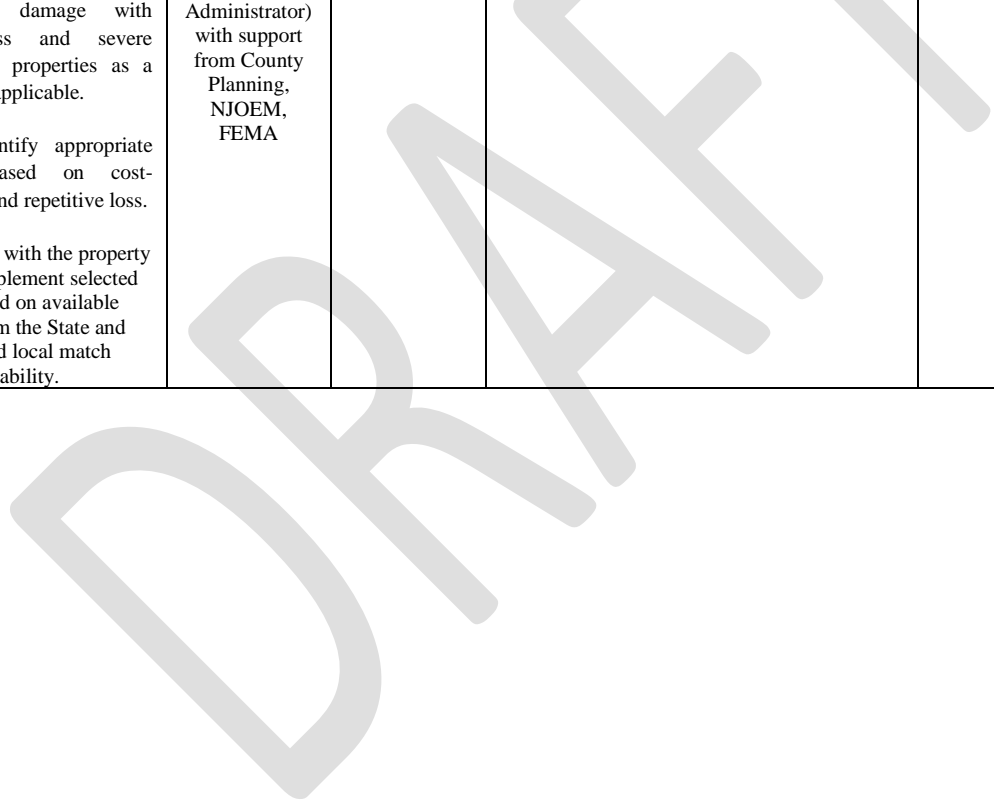 damage with
ss and severe
properties as a
pplicable.
ntify appropriate
ased on cost-
nd repetitive loss.
with the property
plement selected
d on available
m the State and
d local match
ability.
Administrator)
with support
from County
Planning,
NJOEM,
FEMA
DRAFT